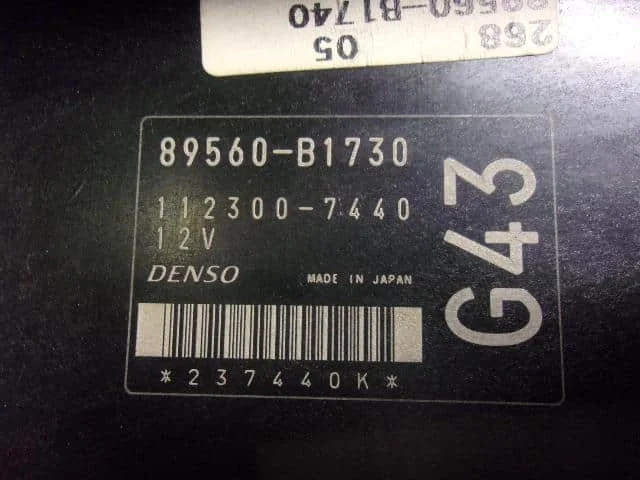 268
89560-B1740
05
89560-B1730
112300-7440
12V
DENSO MADE IN JAPAN
*237440K*
G43